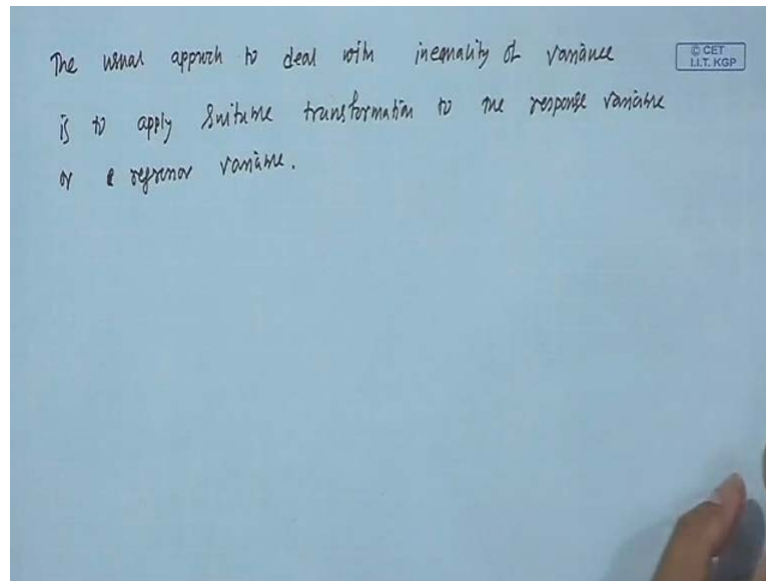 The usual approch to deal with inequality of variance
© CET
I.I.T. KGP
is to apply suitable transformation to the response variable
or regressor variable.